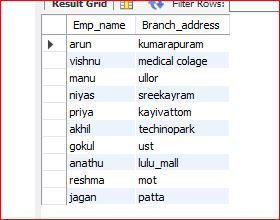 Result Grid Filter Rows:
Emp_name Branch_address
arun kumarapuram
vishnu medical colage
manu ullor
niyas sreekayram
priya kayivattom
akhil techinopark
gokul ust
anathu lulu_mall
reshma mot
jagan patta